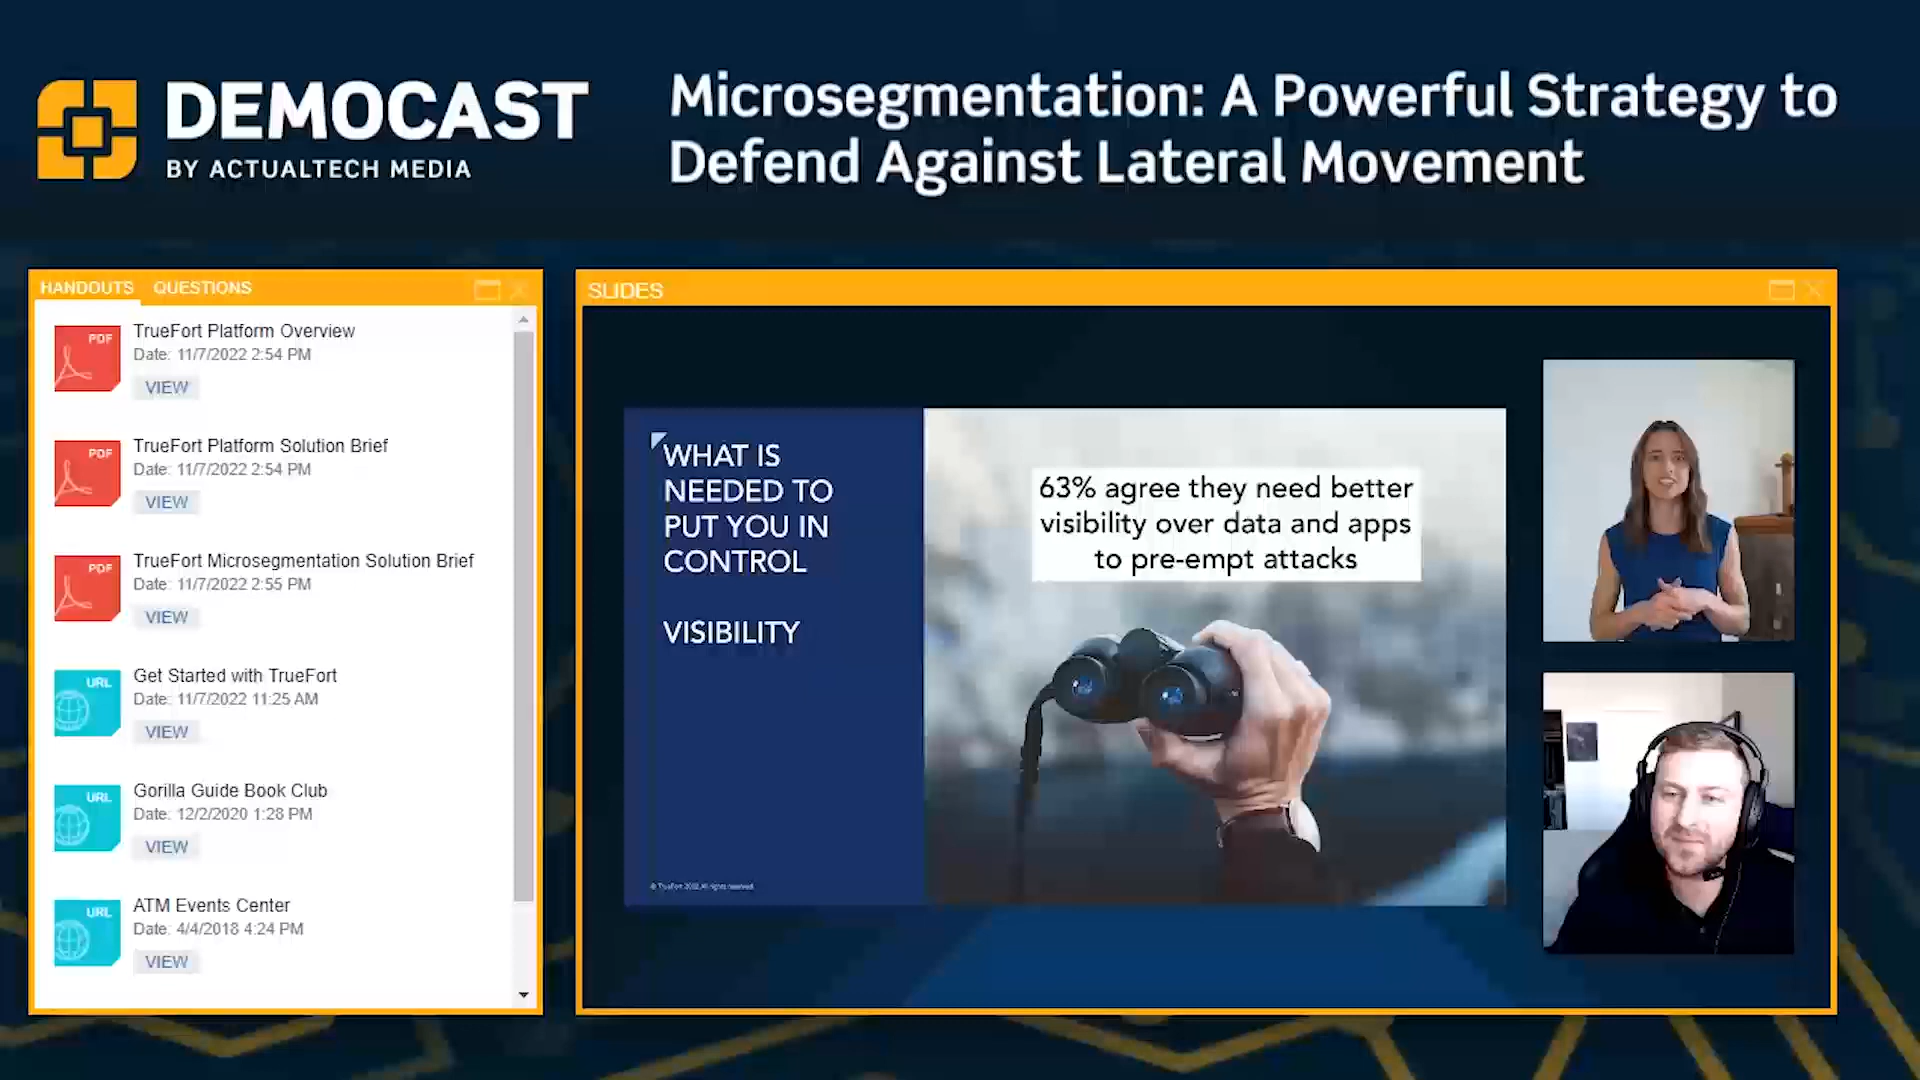 DEMOCAST
BY ACTUALTECH MEDIA
Microsegmentation: A Powerful Strategy to
Defend Against Lateral Movement
HANDOUTS QUESTIONS
PDF
TrueFort Platform Overview
Date: 11/7/2022 2:54 PM
VIEW
PDF
TrueFort Platform Solution Brief
Date: 11/7/2022 2:54 PM
VIEW
PDF
TrueFort Microsegmentation Solution Brief
Date: 11/7/2022 2:55 PM
VIEW
URL
Get Started with TrueFort
Date: 11/7/2022 11:25 AM
VIEW
URL
Gorilla Guide Book Club
Date: 12/2/2020 1:28 PM
VIEW
URL
ATM Events Center
Date: 4/4/2018 4:24 PM
VIEW
SLIDES
WHAT IS
NEEDED TO
PUT YOU IN
CONTROL
VISIBILITY
63% agree they need better
visibility over data and apps
to pre-empt attacks
© TrueFort 2022. All rights reserved.